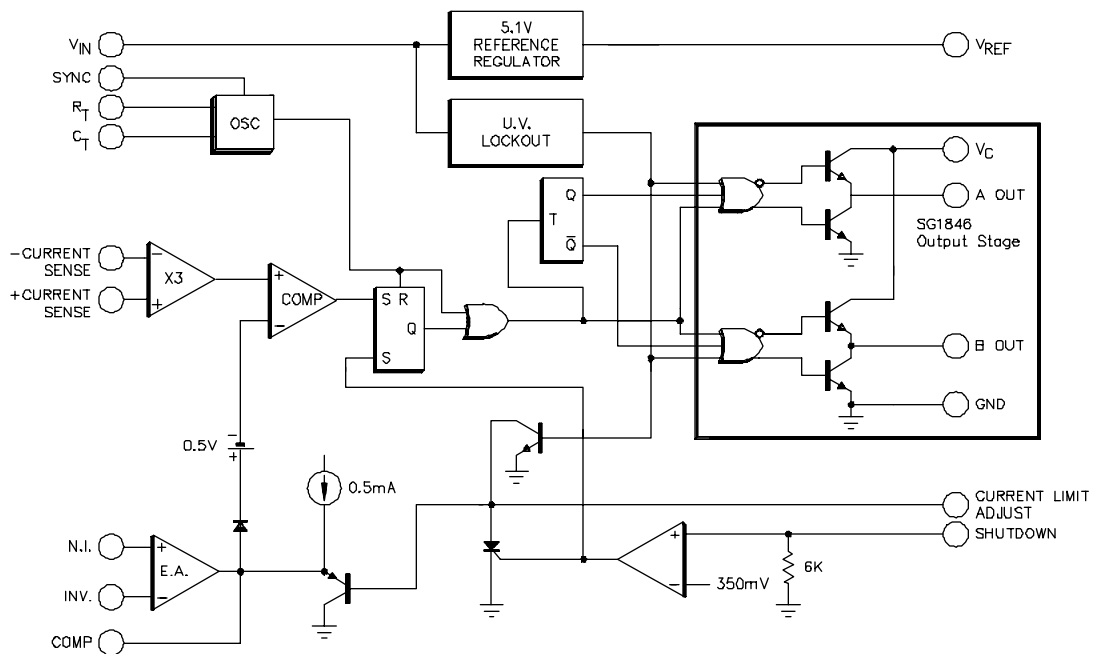 5.1V
REFERENCE
REGULATOR
VIN
VREF
SYNC
RT
CT
OSC
U.V.
LOCKOUT
VC
A OUT
SG1846
Output Stage
Q
T
Q̅
-CURRENT
SENSE
X3
+CURRENT
SENSE
- +
+ COMP -
S R
Q
S
B OUT
GND
0.5V
- +
0.5mA
CURRENT LIMIT
ADJUST
SHUTDOWN
N.I.
+ E.A. -
INV.
+ -
350mV
6K
COMP